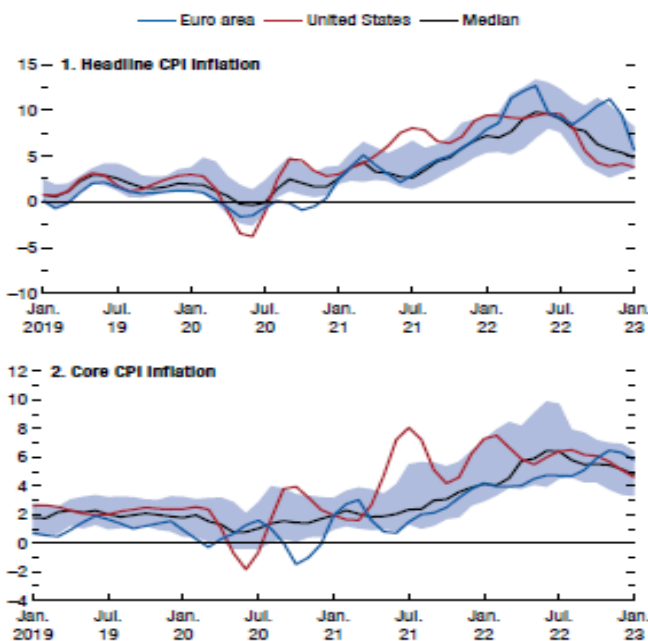 Euro area United States Median
1. Headline CPI Inflation
15
10
5
0
−5
−10
Jan. Jul. Jan. Jul. Jan. Jul. Jan. Jul. Jan.
2019 19 20 20 21 21 22 22 23
2. Core CPI Inflation
12
10
8
6
4
2
0
−2
−4
Jan. Jul. Jan. Jul. Jan. Jul. Jan. Jul. Jan.
2019 19 20 20 21 21 22 22 23